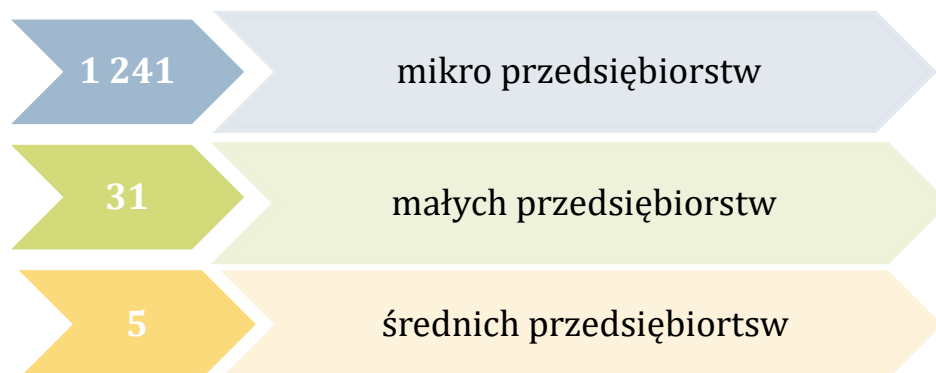 1 241 mikro przedsiębiorstw
31 małych przedsiębiorstw
5 średnich przedsiębiortsw